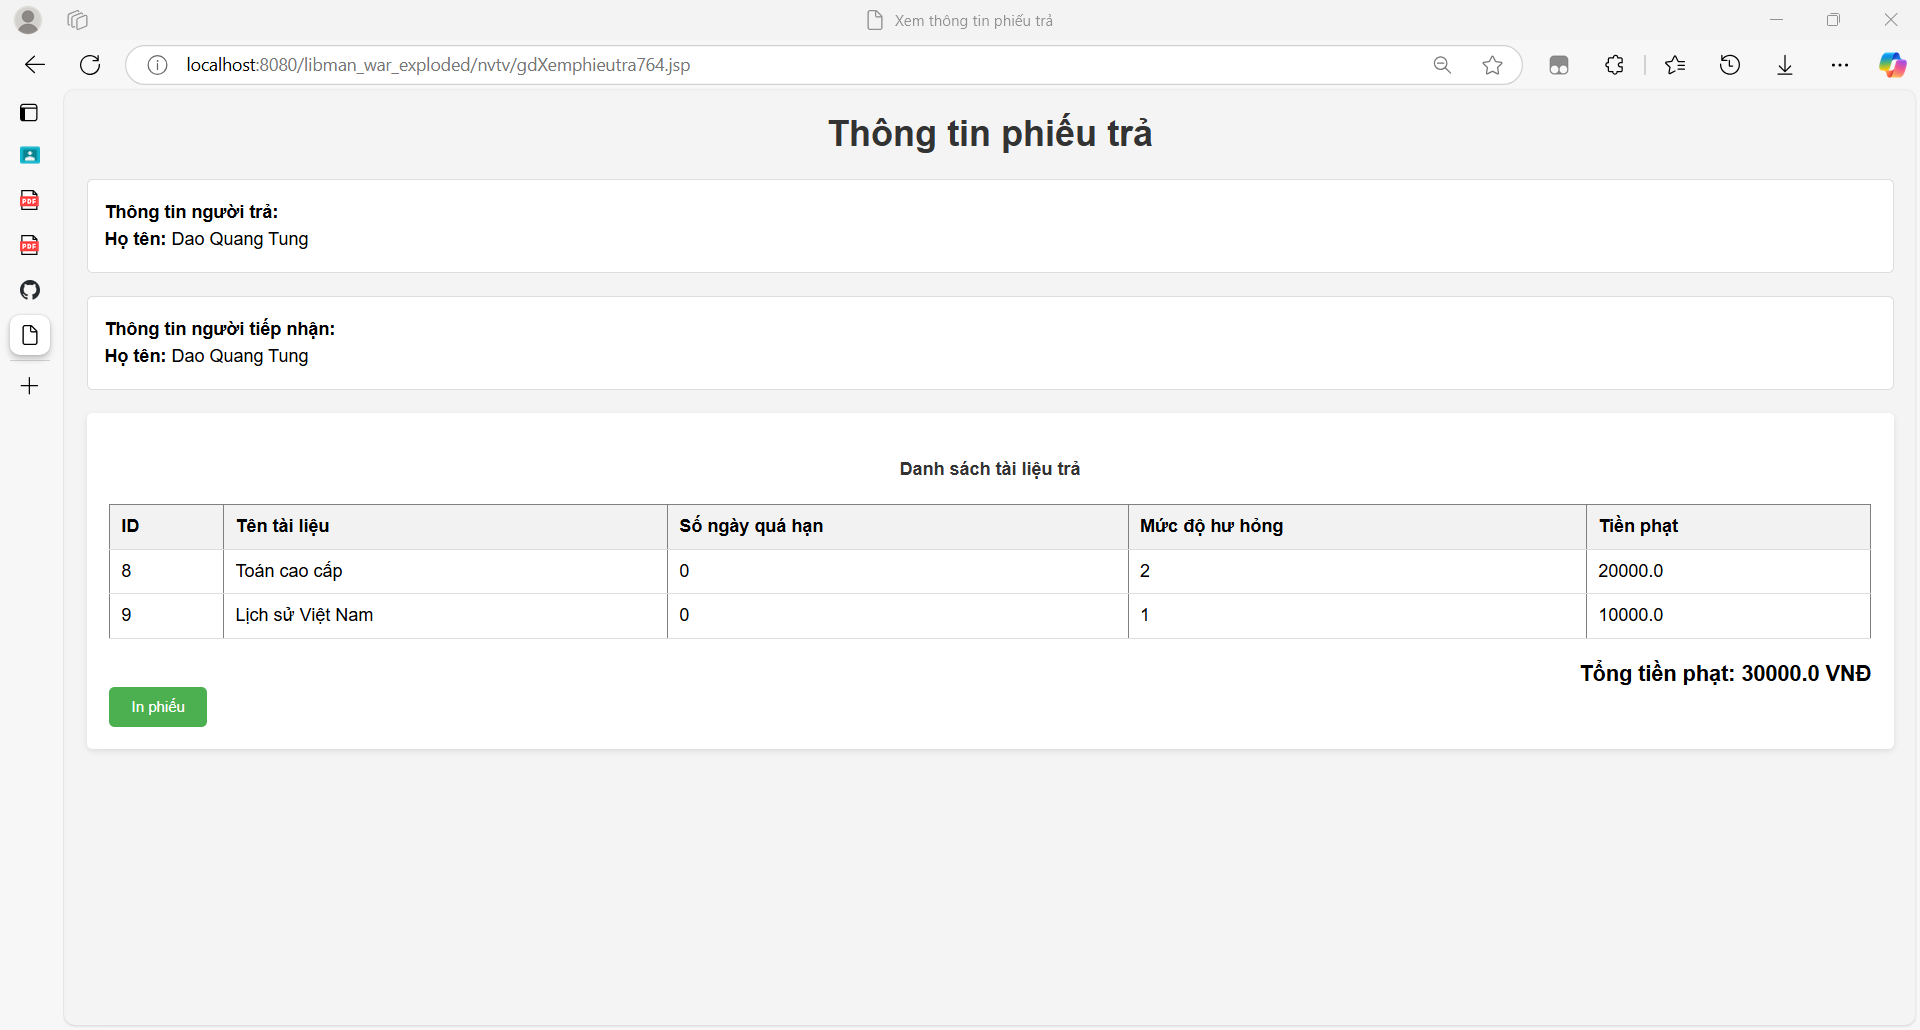 Xem thông tin phiếu trả
localhost:8080/libman_war_exploded/nvtv/gdXemphieutra764.jsp
PDF
PDF
Thông tin phiếu trả
Thông tin người trả:
Họ tên: Dao Quang Tung
Thông tin người tiếp nhận:
Họ tên: Dao Quang Tung
Danh sách tài liệu trả
ID Tên tài liệu Số ngày quá hạn Mức độ hư hỏng Tiền phạt
8 Toán cao cấp 0 2 20000.0
9 Lịch sử Việt Nam 0 1 10000.0
Tổng tiền phạt: 30000.0 VNĐ
In phiếu